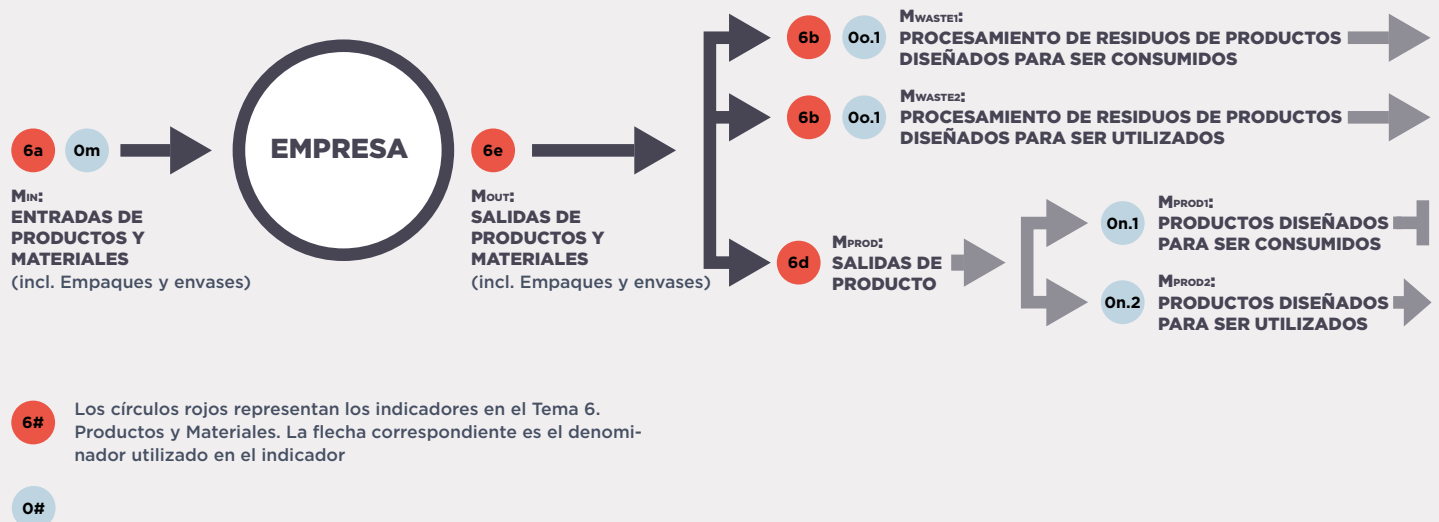 6a
0m
MIN:
ENTRADAS DE
PRODUCTOS Y
MATERIALES
(incl. Empaques y envases)
EMPRESA
6e
MOUT:
SALIDAS DE
PRODUCTOS Y
MATERIALES
(incl. Empaques y envases)
6b
0o.1
MWASTE1:
PROCESAMIENTO DE RESIDUOS DE PRODUCTOS
DISEÑADOS PARA SER CONSUMIDOS
6b
0o.1
MWASTE2:
PROCESAMIENTO DE RESIDUOS DE PRODUCTOS
DISEÑADOS PARA SER UTILIZADOS
6d
MPROD:
SALIDAS DE
PRODUCTO
0n.1
MPROD1:
PRODUCTOS DISEÑADOS
PARA SER CONSUMIDOS
0n.2
MPROD2:
PRODUCTOS DISEÑADOS
PARA SER UTILIZADOS
6#
Los círculos rojos representan los indicadores en el Tema 6.
Productos y Materiales. La flecha correspondiente es el denomi-
nador utilizado en el indicador
0#